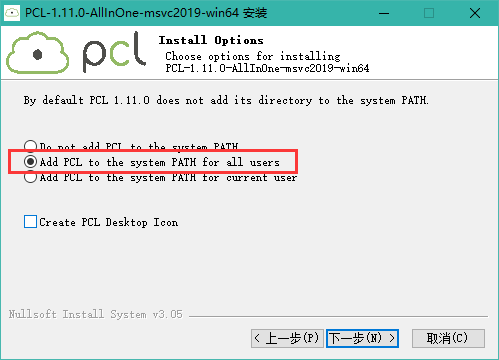 PCL-1.11.0-AllInOne-msvc2019-win64 安装
pcl
Install Options
Choose options for installing
PCL-1.11.0-AllInOne-msvc2019-win64
By default PCL 1.11.0 does not add its directory to the system PATH.
Do not add PCL to the system PATH
Add PCL to the system PATH for all users
Add PCL to the system PATH for current user
Create PCL Desktop Icon
Nullsoft Install System v3.05
< 上一步(P) 下一步(N) > 取消(C)